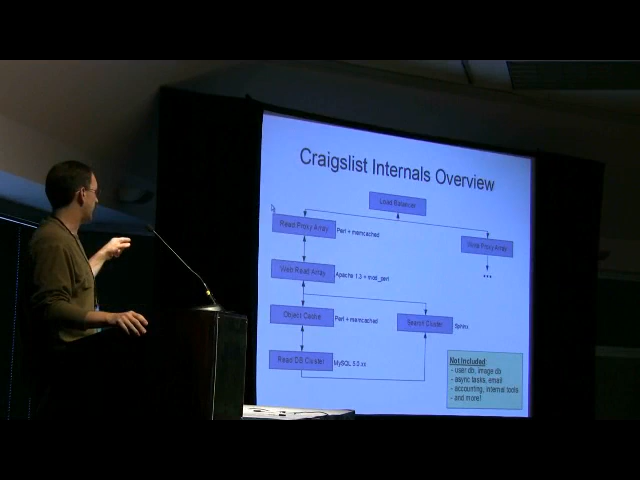 Craigslist Internals Overview
Load Balancer
Read Proxy Array
Perl + memcached
Write Proxy Array
...
Web Read Array
Apache 1.3 + mod_perl
Object Cache
Perl + memcached
Search Cluster
Sphinx
Read DB Cluster
MySQL 5.0.xx
Not Included:
- user db, image db
- async tasks, email
- accounting, internal tools
- and more!